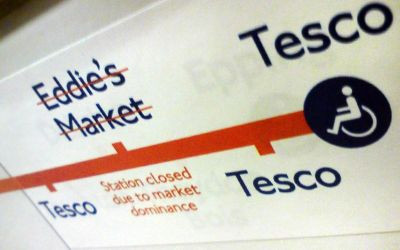 Tesco
Eddie's
Market
Tesco
Station closed
due to market
dominance
Tesco